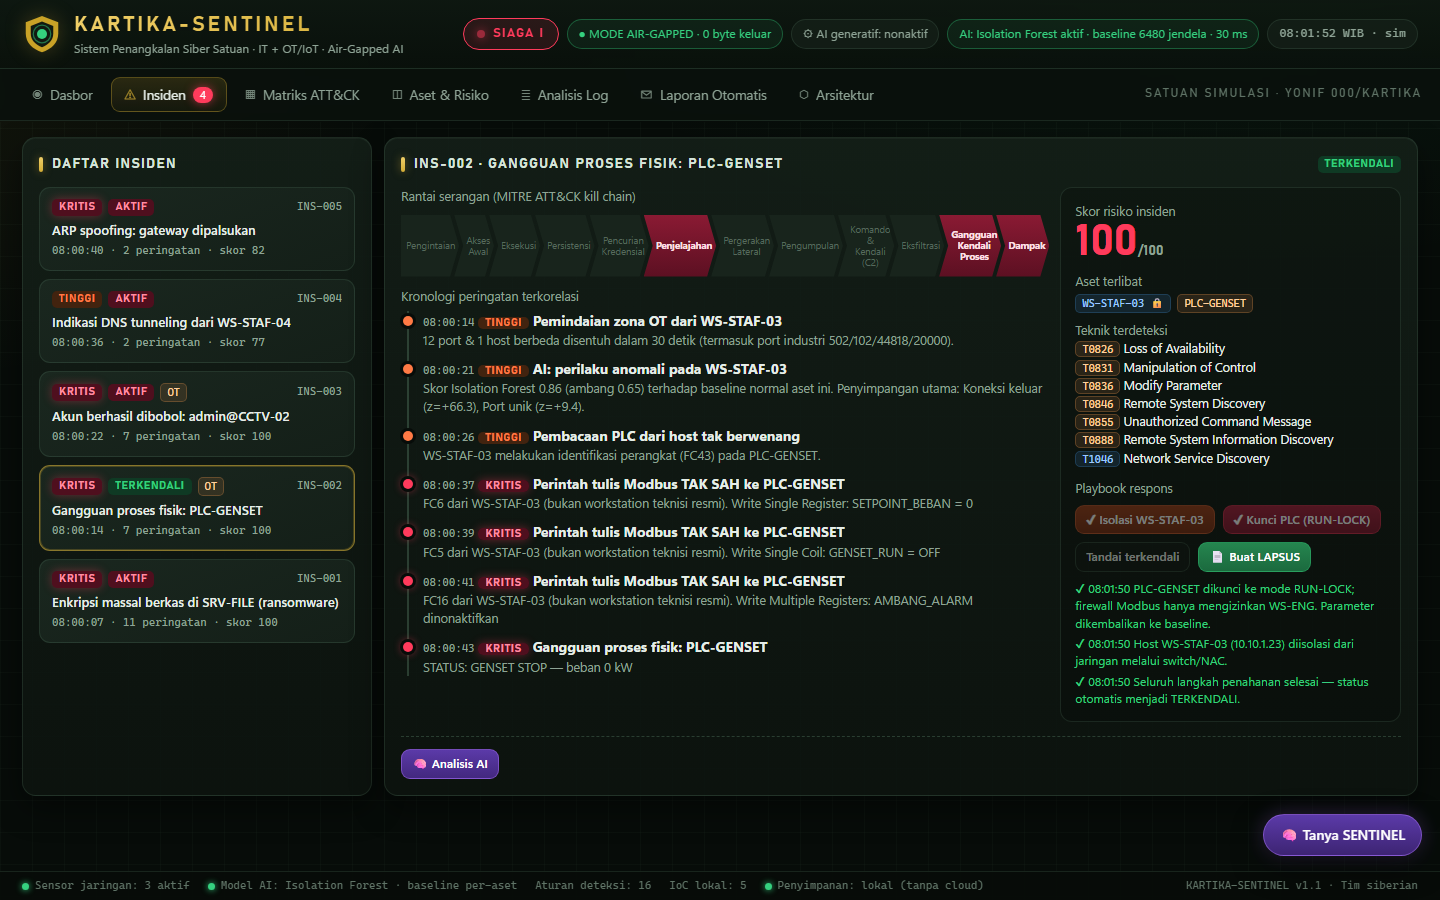 KARTIKA-SENTINEL
Sistem Penangkalan Siber Satuan · IT + OT/IoT · Air-Gapped AI
SIAGA I
MODE AIR-GAPPED · 0 byte keluar
AI generatif: nonaktif
AI: Isolation Forest aktif · baseline 6480 jendela · 30 ms
08:01:52 WIB · sim
Dasbor
Insiden 4
Matriks ATT&CK
Aset & Risiko
Analisis Log
Laporan Otomatis
Arsitektur
SATUAN SIMULASI · YONIF 000/KARTIKA
DAFTAR INSIDEN
KRITIS AKTIF INS-005
ARP spoofing: gateway dipalsukan
08:00:40 · 2 peringatan · skor 82
TINGGI AKTIF INS-004
Indikasi DNS tunneling dari WS-STAF-04
08:00:36 · 2 peringatan · skor 77
KRITIS AKTIF OT INS-003
Akun berhasil dibobol: admin@CCTV-02
08:00:22 · 7 peringatan · skor 100
KRITIS TERKENDALI OT INS-002
Gangguan proses fisik: PLC-GENSET
08:00:14 · 7 peringatan · skor 100
KRITIS AKTIF INS-001
Enkripsi massal berkas di SRV-FILE (ransomware)
08:00:07 · 11 peringatan · skor 100
INS-002 · GANGGUAN PROSES FISIK: PLC-GENSET
TERKENDALI
Rantai serangan (MITRE ATT&CK kill chain)
Pengintaian
Akses
Awal
Eksekusi
Persistensi
Pencurian
Kredensial
Penjelajahan
Pergerakan
Lateral
Pengumpulan
Komando
&
Kendali
(C2)
Eksfiltrasi
Gangguan
Kendali
Proses
Dampak
Kronologi peringatan terkorelasi
08:00:14 TINGGI Pemindaian zona OT dari WS-STAF-03
12 port & 1 host berbeda disentuh dalam 30 detik (termasuk port industri 502/102/44818/20000).
08:00:21 TINGGI AI: perilaku anomali pada WS-STAF-03
Skor Isolation Forest 0.86 (ambang 0.65) terhadap baseline normal aset ini. Penyimpangan utama: Koneksi keluar
(z=+66.3), Port unik (z=+9.4).
08:00:26 TINGGI Pembacaan PLC dari host tak berwenang
WS-STAF-03 melakukan identifikasi perangkat (FC43) pada PLC-GENSET.
08:00:37 KRITIS Perintah tulis Modbus TAK SAH ke PLC-GENSET
FC6 dari WS-STAF-03 (bukan workstation teknisi resmi). Write Single Register: SETPOINT_BEBAN = 0
08:00:39 KRITIS Perintah tulis Modbus TAK SAH ke PLC-GENSET
FC5 dari WS-STAF-03 (bukan workstation teknisi resmi). Write Single Coil: GENSET_RUN = OFF
08:00:41 KRITIS Perintah tulis Modbus TAK SAH ke PLC-GENSET
FC16 dari WS-STAF-03 (bukan workstation teknisi resmi). Write Multiple Registers: AMBANG_ALARM
dinonaktifkan
08:00:43 KRITIS Gangguan proses fisik: PLC-GENSET
STATUS: GENSET STOP — beban 0 kW
Skor risiko insiden
100/100
Aset terlibat
WS-STAF-03 PLC-GENSET
Teknik terdeteksi
T0826 Loss of Availability
T0831 Manipulation of Control
T0836 Modify Parameter
T0846 Remote System Discovery
T0855 Unauthorized Command Message
T0888 Remote System Information Discovery
T1046 Network Service Discovery
Playbook respons
✓ Isolasi WS-STAF-03
✓ Kunci PLC (RUN-LOCK)
Tandai terkendali
Buat LAPSUS
✓ 08:01:50 PLC-GENSET dikunci ke mode RUN-LOCK;
firewall Modbus hanya mengizinkan WS-ENG. Parameter
dikembalikan ke baseline.
✓ 08:01:50 Host WS-STAF-03 (10.10.1.23) diisolasi dari
jaringan melalui switch/NAC.
✓ 08:01:50 Seluruh langkah penahanan selesai — status
otomatis menjadi TERKENDALI.
Analisis AI
Tanya SENTINEL
Sensor jaringan: 3 aktif
Model AI: Isolation Forest · baseline per-aset
Aturan deteksi: 16
IoC lokal: 5
Penyimpanan: lokal (tanpa cloud)
KARTIKA-SENTINEL v1.1 · Tim siberian